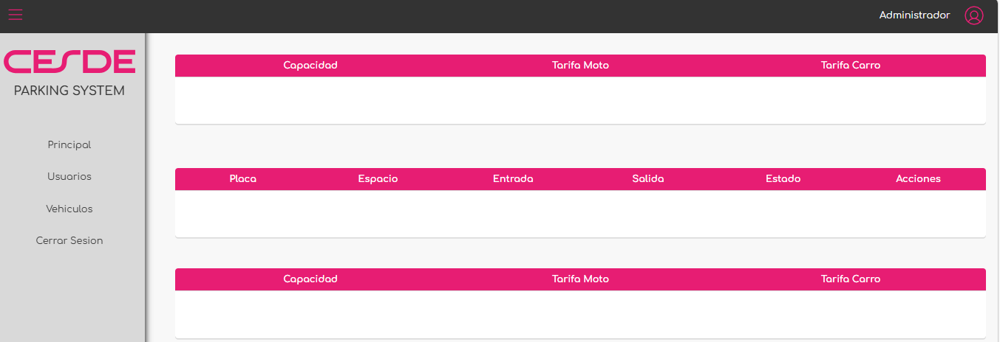 Administrador
CESDE
PARKING SYSTEM
Principal
Usuarios
Vehiculos
Cerrar Sesion
Capacidad Tarifa Moto Tarifa Carro
Placa Espacio Entrada Salida Estado Acciones
Capacidad Tarifa Moto Tarifa Carro